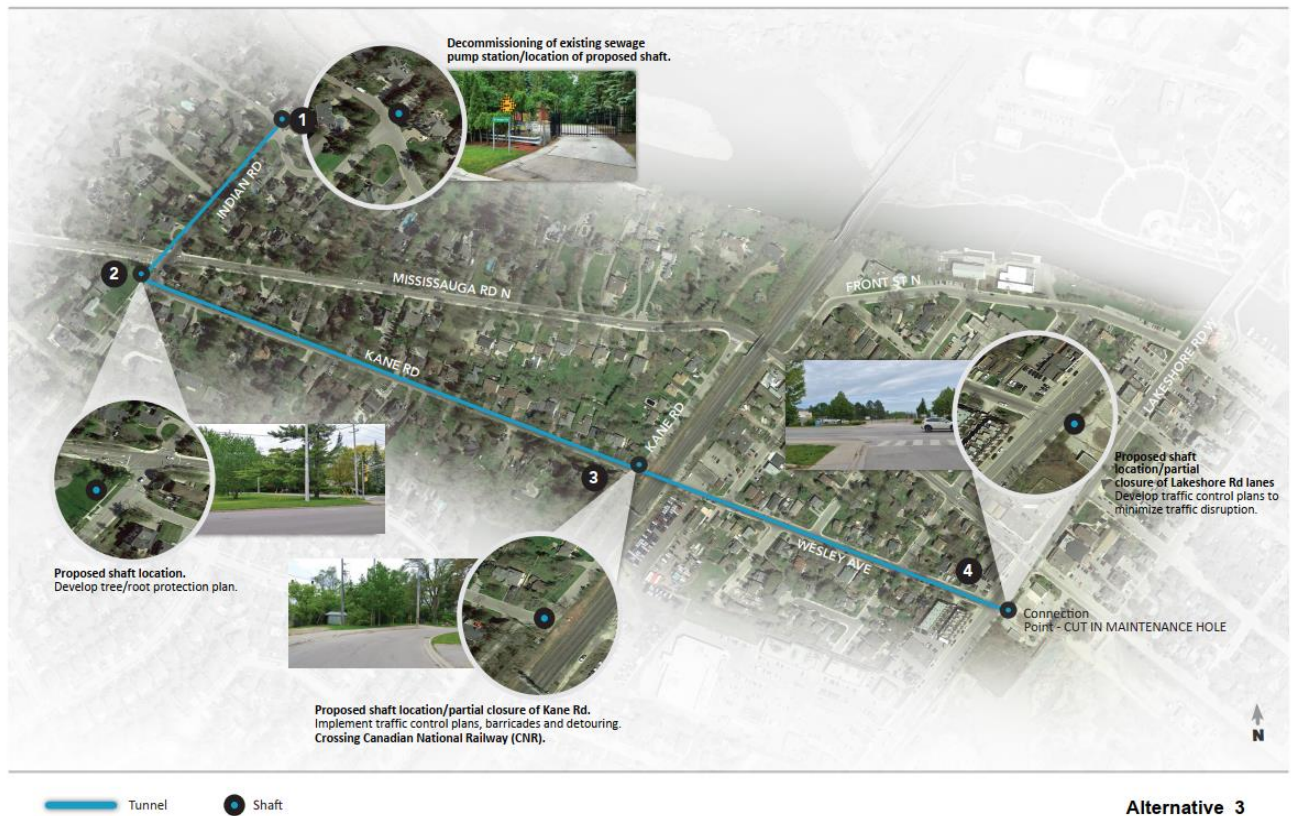 Decommissioning of existing sewage
pump station/location of proposed shaft.
1
INDIAN RD
2
MISSISSAUGA RD N
FRONT ST N
LAKESHORE RD W
KANE RD
KANE RD
3
WESLEY AVE
4
Proposed shaft
location/partial
closure of Lakeshore Rd lanes
Develop traffic control plans to
minimize traffic disruption.
Proposed shaft location.
Develop tree/root protection plan.
Connection
Point - CUT IN MAINTENANCE HOLE
Proposed shaft location/partial closure of Kane Rd.
Implement traffic control plans, barricades and detouring.
Crossing Canadian National Railway (CNR).
N
Tunnel
Shaft
Alternative 3